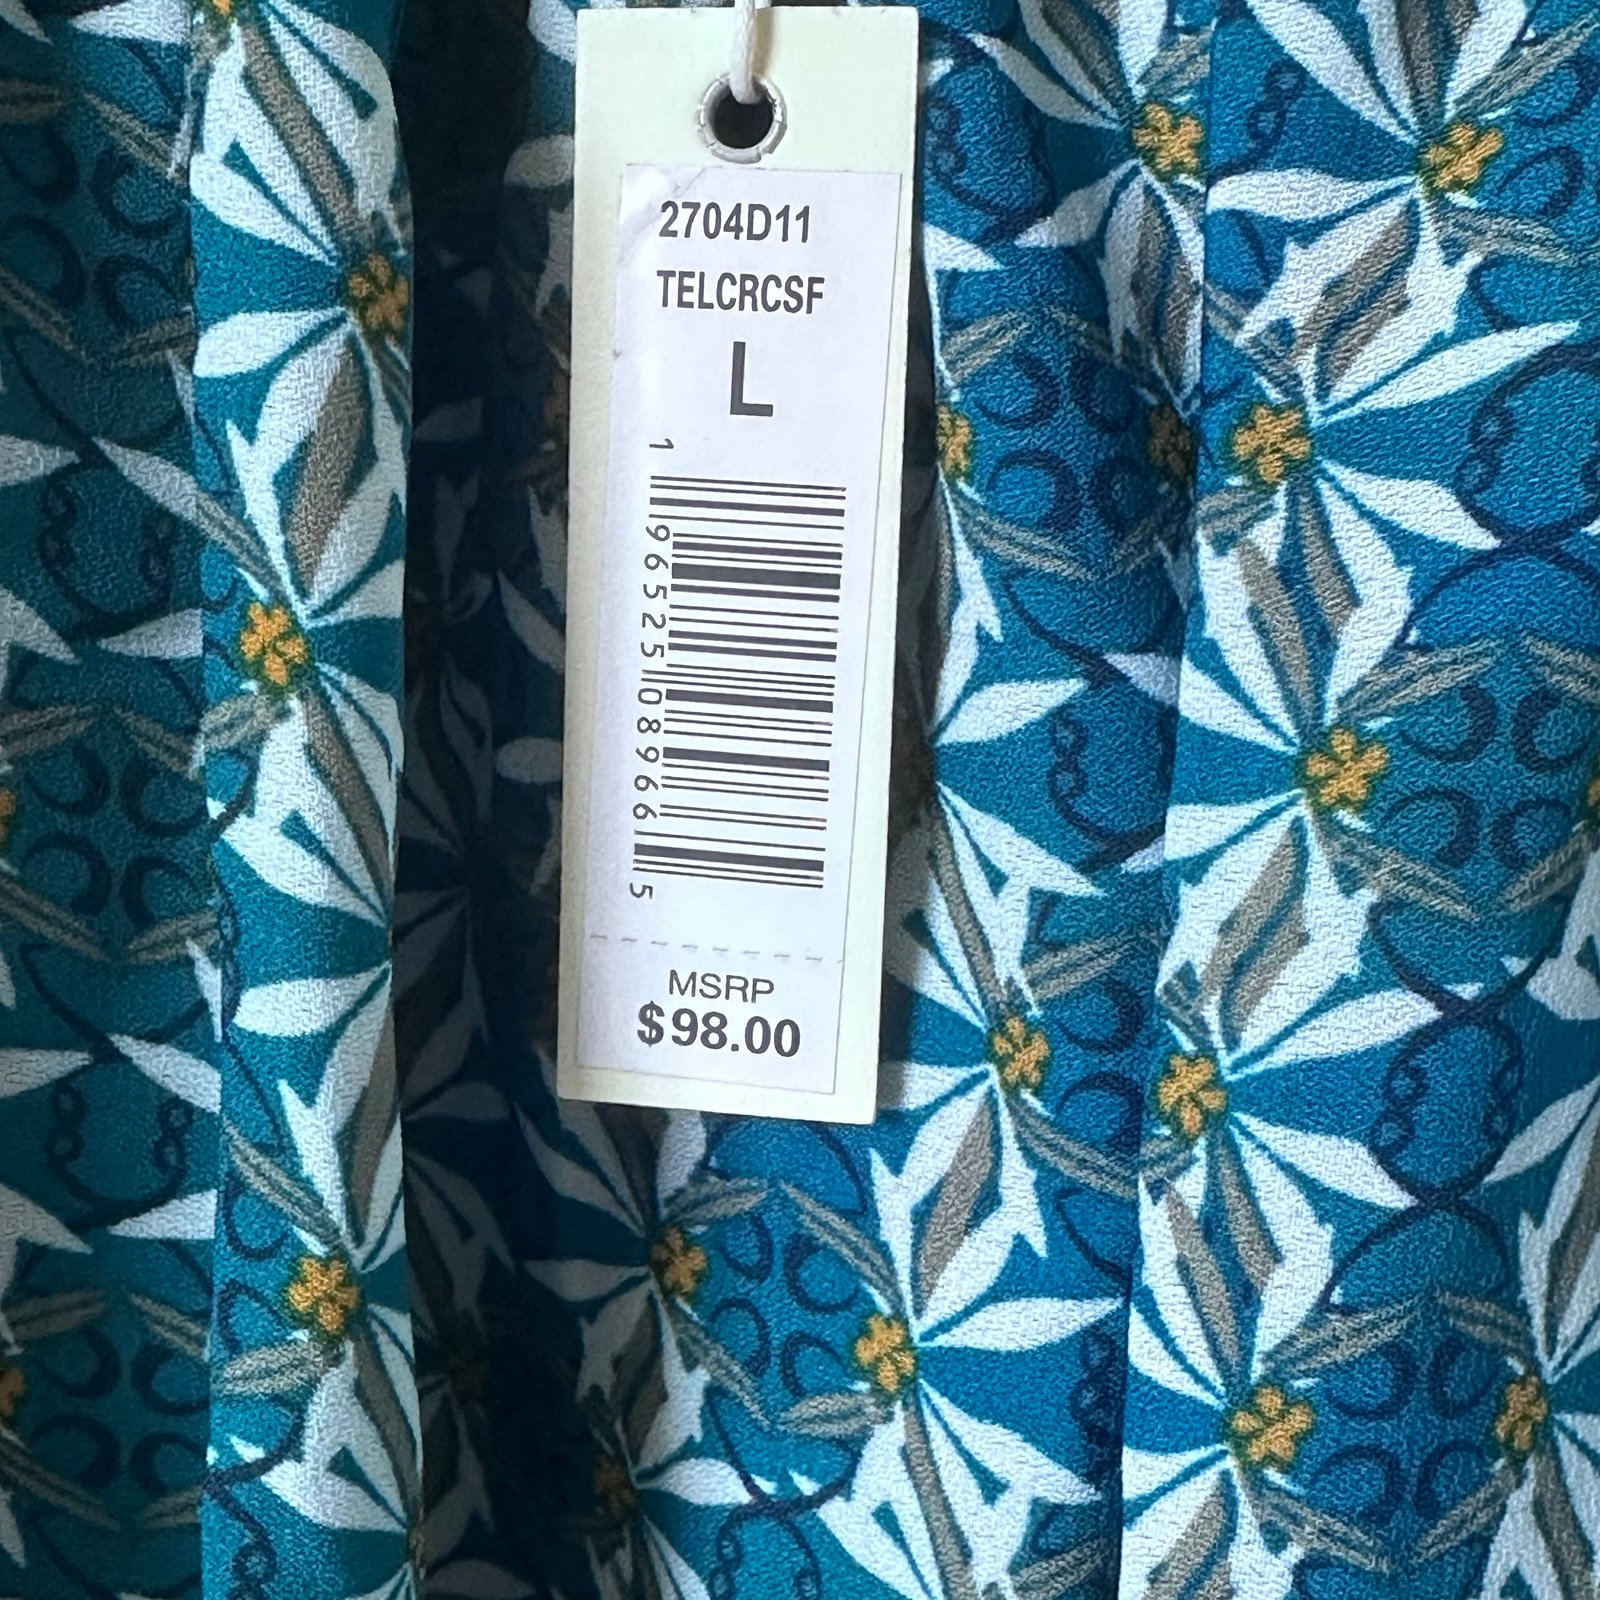 2704D11
TELCRCSF
L
1 96525 08966 5
MSRP
$98.00